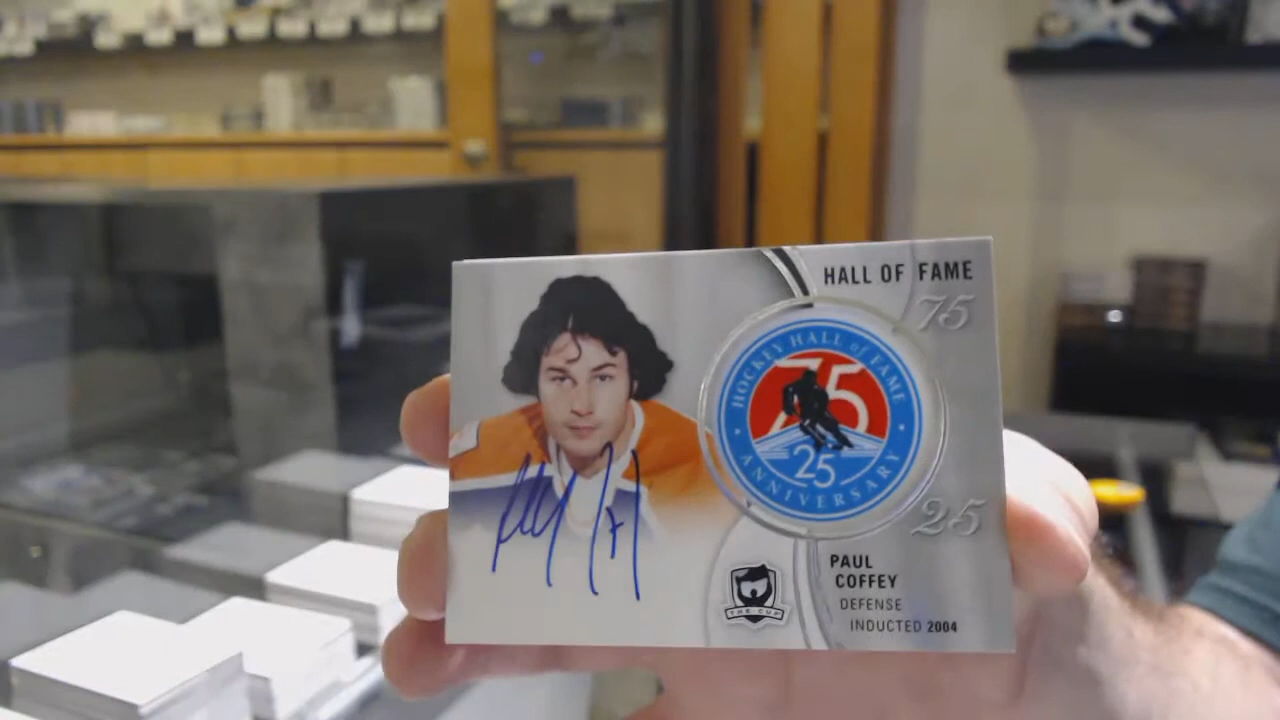 HALL OF FAME
75
HOCKEY HALL of FAME
75
25
ANNIVERSARY
25
PAUL
COFFEY
DEFENSE
INDUCTED 2004
THE CUP